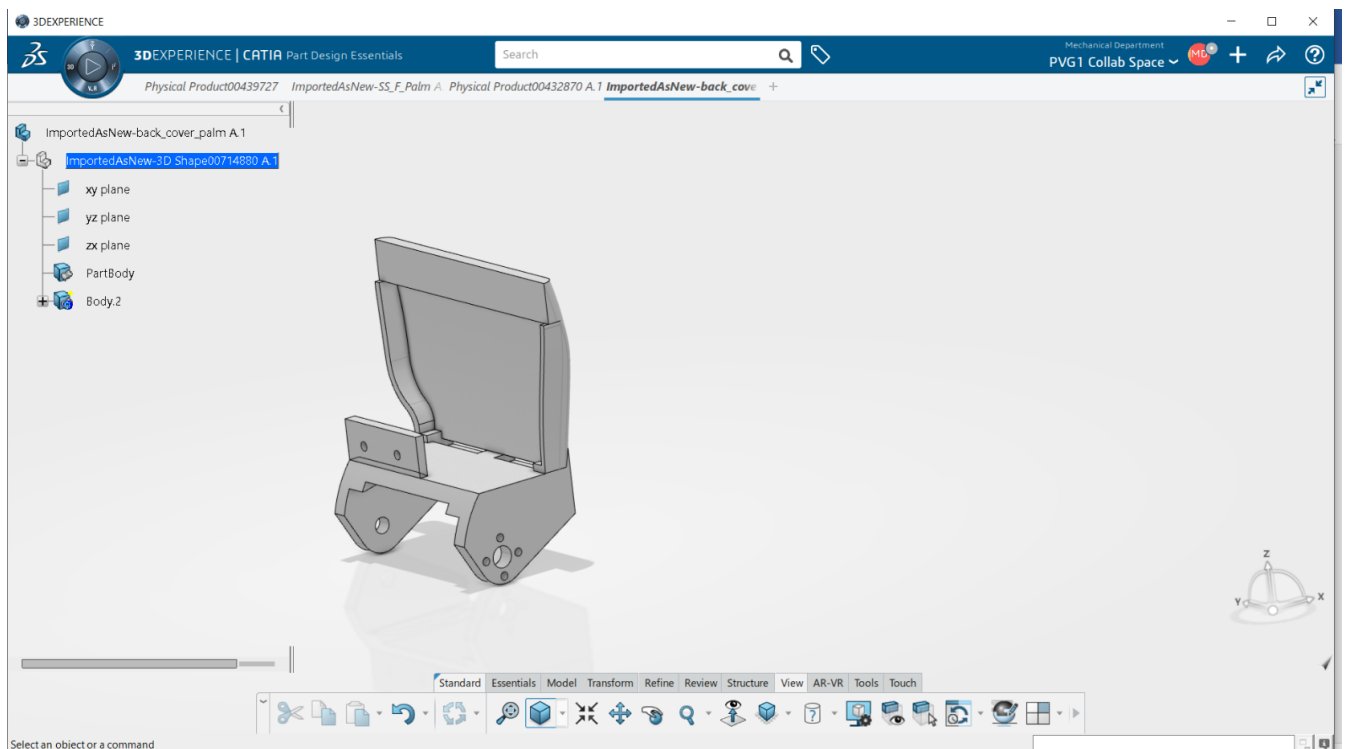 3DEXPERIENCE
3DEXPERIENCE | CATIA Part Design Essentials
Search
Mechanical Department
PVG1 Collab Space
MD
3D
V.R
Physical Product00439727 ImportedAsNew-SS_F_Palm A. Physical Product00432870 A.1 ImportedAsNew-back_cove +
ImportedAsNew-back_cover_palm A.1
ImportedAsNew-3D Shape00714880 A.1
xy plane
yz plane
zx plane
PartBody
Body.2
Z
Y X
Standard Essentials Model Transform Refine Review Structure View AR-VR Tools Touch
Select an object or a command